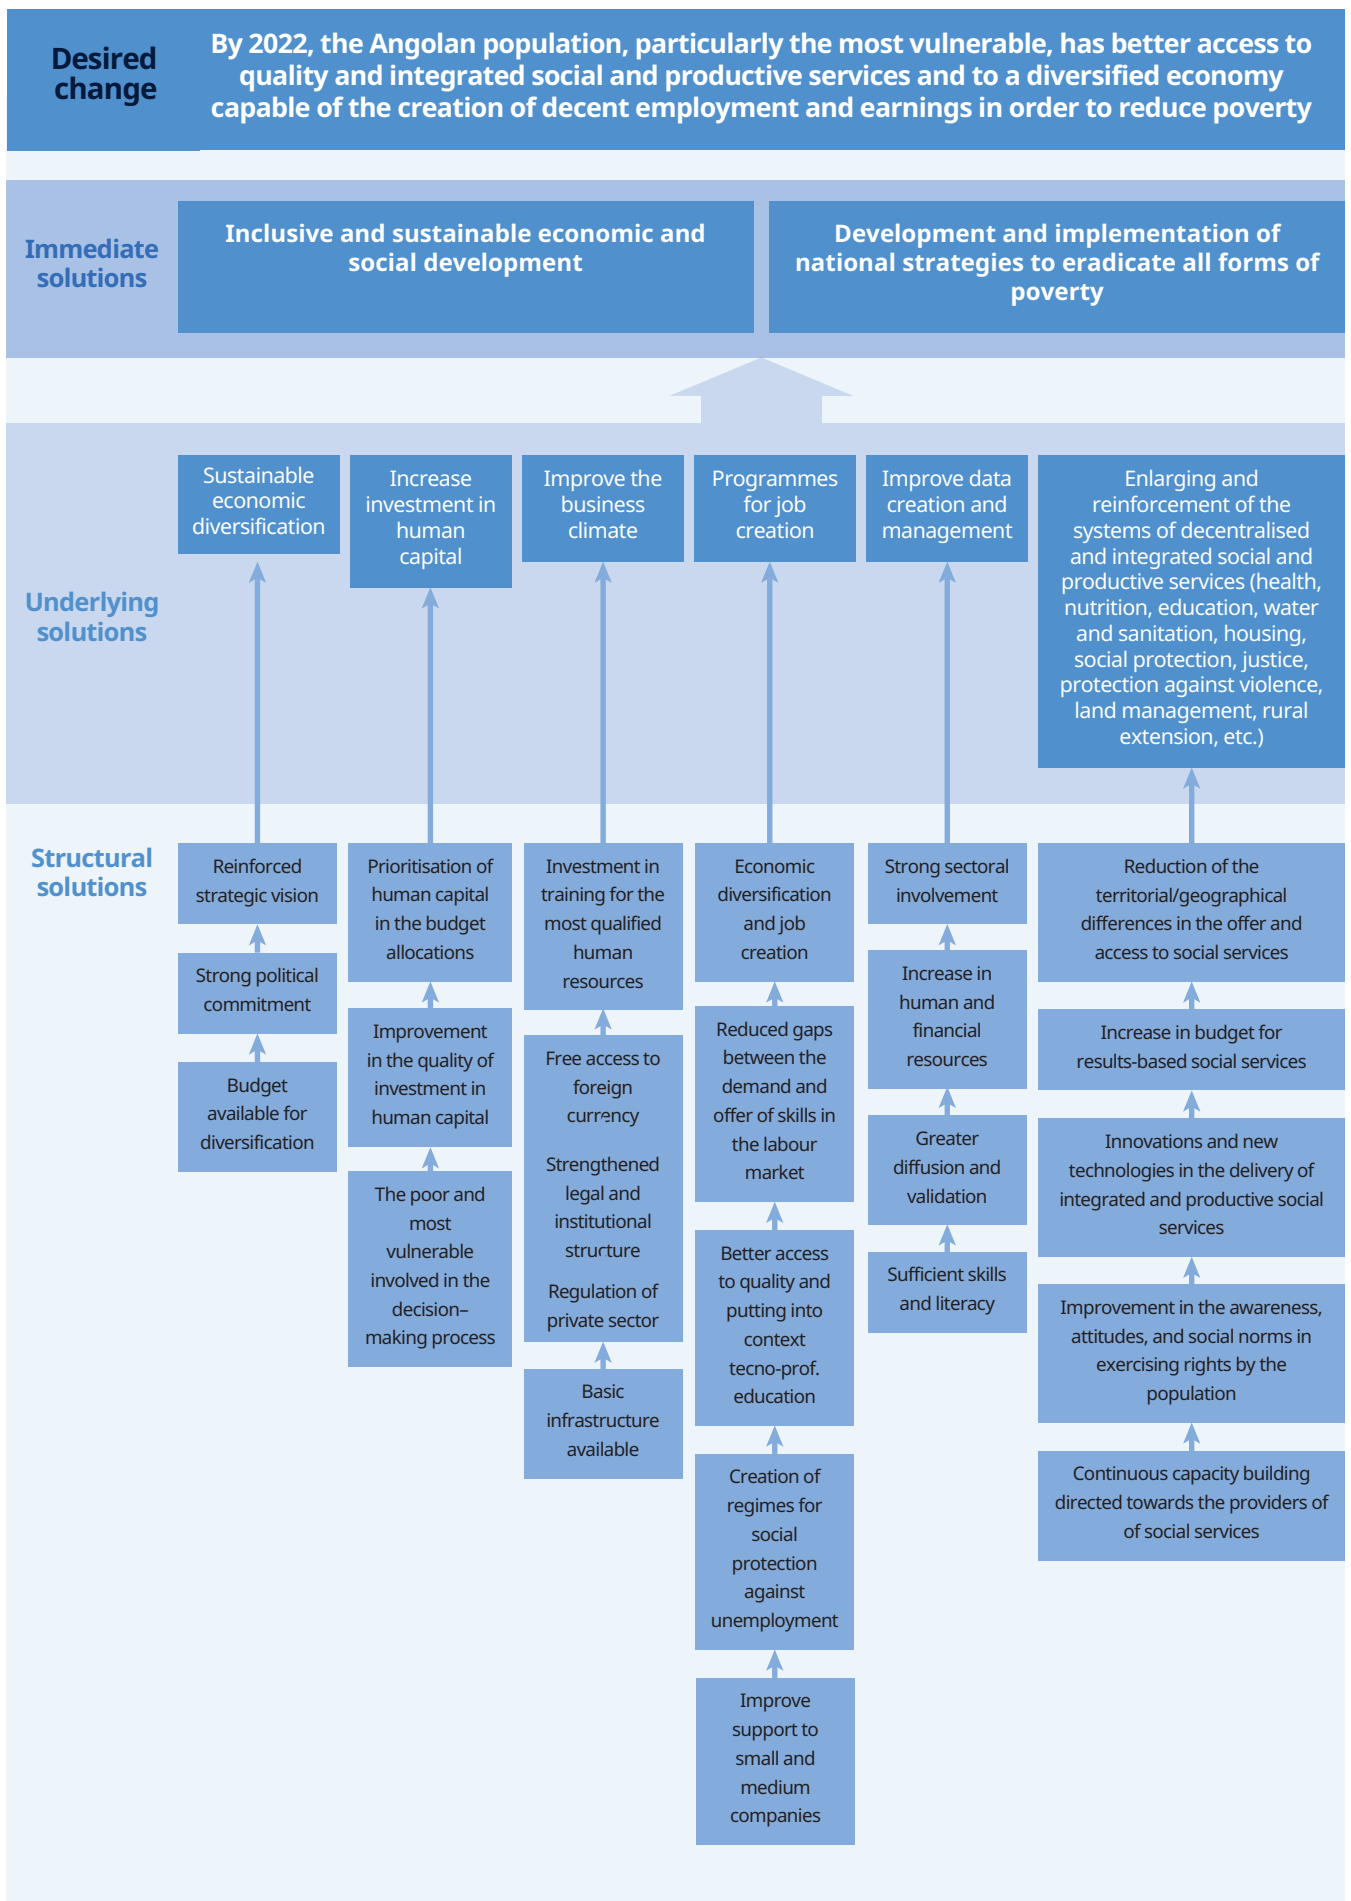 Desired
change
By 2022, the Angolan population, particularly the most vulnerable, has better access to
quality and integrated social and productive services and to a diversified economy
capable of the creation of decent employment and earnings in order to reduce poverty
Immediate
solutions
Inclusive and sustainable economic and
social development
Development and implementation of
national strategies to eradicate all forms of
poverty
Underlying
solutions
Sustainable
economic
diversification
Increase
investment in
human
capital
Improve the
business
climate
Programmes
for job
creation
Improve data
creation and
management
Enlarging and
reinforcement of the
systems of decentralised
and integrated social and
productive services (health,
nutrition, education, water
and sanitation, housing,
social protection, justice,
protection against violence,
land management, rural
extension, etc.)
Structural
solutions
Reinforced
strategic vision
Strong political
commitment
Budget
available for
diversification
Prioritisation of
human capital
in the budget
allocations
Improvement
in the quality of
investment in
human capital
The poor and
most
vulnerable
involved in the
decision–
making process
Investment in
training for the
most qualified
human
resources
Free access to
foreign
currency
Strengthened
legal and
institutional
structure
Regulation of
private sector
Basic
infrastructure
available
Economic
diversification
and job
creation
Reduced gaps
between the
demand and
offer of skills in
the labour
market
Better access
to quality and
putting into
context
tecno-prof.
education
Creation of
regimes for
social
protection
against
unemployment
Improve
support to
small and
medium
companies
Strong sectoral
involvement
Increase in
human and
financial
resources
Greater
diffusion and
validation
Sufficient skills
and literacy
Reduction of the
territorial/geographical
differences in the offer and
access to social services
Increase in budget for
results-based social services
Innovations and new
technologies in the delivery of
integrated and productive social
services
Improvement in the awareness,
attitudes, and social norms in
exercising rights by the
population
Continuous capacity building
directed towards the providers of
of social services